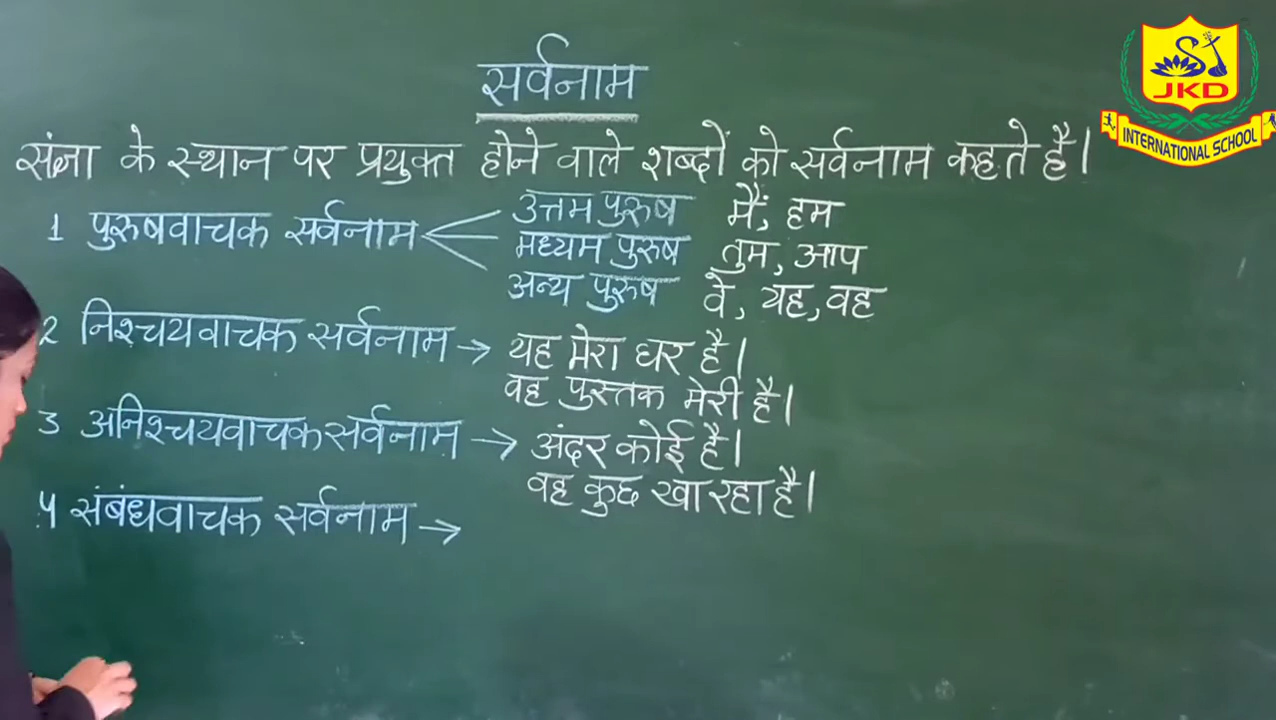 सर्वनाम
संज्ञा के स्थान पर प्रयुक्त होने वाले शब्दों को सर्वनाम कहते है।
1 पुरुषवाचक सर्वनाम
उत्तम पुरुष मैं, हम
मध्यम पुरुष तुम, आप
अन्य पुरुष वे, यह, वह
2 निश्चयवाचक सर्वनाम → यह मेरा घर है।
वह पुस्तक मेरी है।
3 अनिश्चयवाचक सर्वनाम → अंदर कोई है।
वह कुछ खा रहा है।
4 संबंधवाचक सर्वनाम →
JKD
INTERNATIONAL SCHOOL